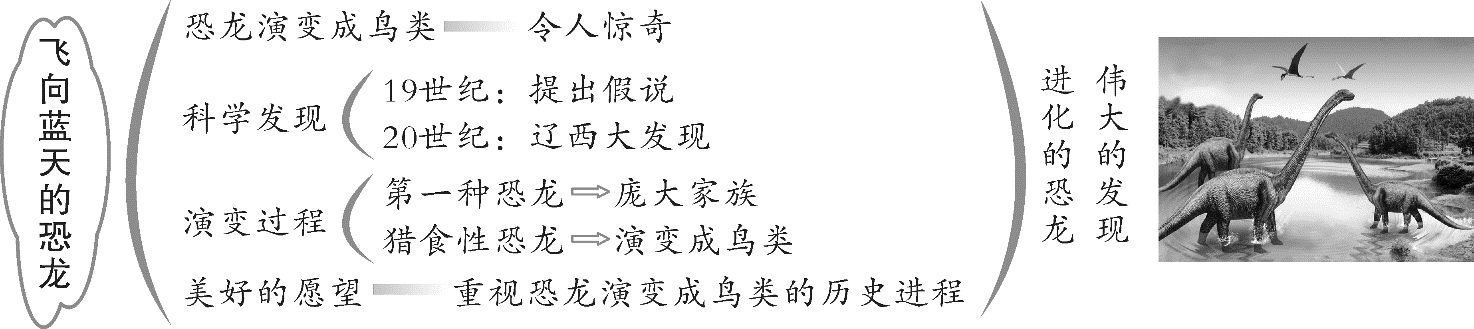 飞向蓝天的恐龙
恐龙演变成鸟类 令人惊奇
科学发现
19世纪：提出假说
20世纪：辽西大发现
演变过程
第一种恐龙⇨庞大家族
猎食性恐龙⇨演变成鸟类
美好的愿望 重视恐龙演变成鸟类的历史进程
进化的恐龙
伟大的发现